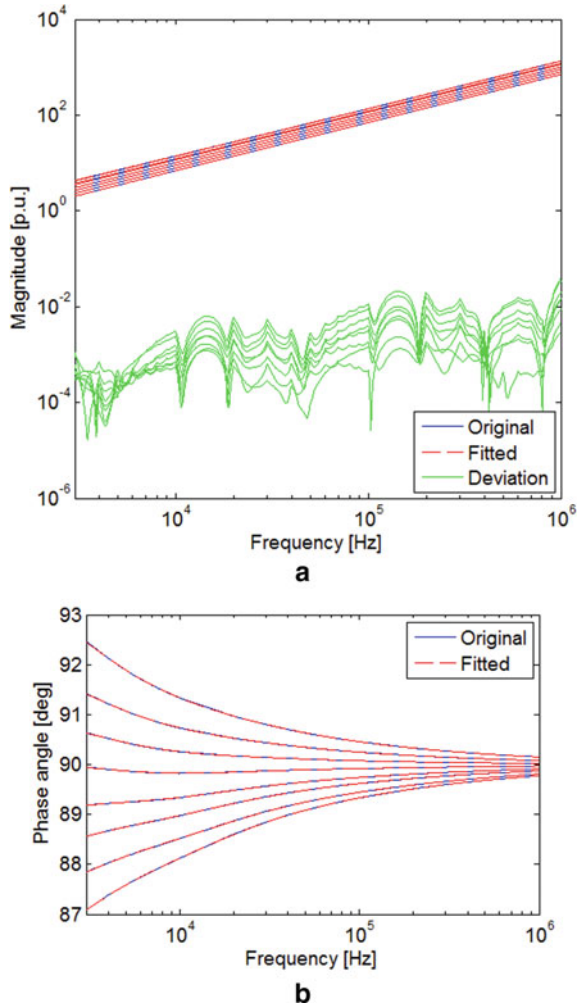 10^4
10^2
10^0
10^-2
10^-4
10^-6
Magnitude [p.u.]
Original
Fitted
Deviation
10^4 10^5 10^6
Frequency [Hz]
a
93
92
91
90
89
88
87
Phase angle [deg]
Original
Fitted
10^4 10^5 10^6
Frequency [Hz]
b